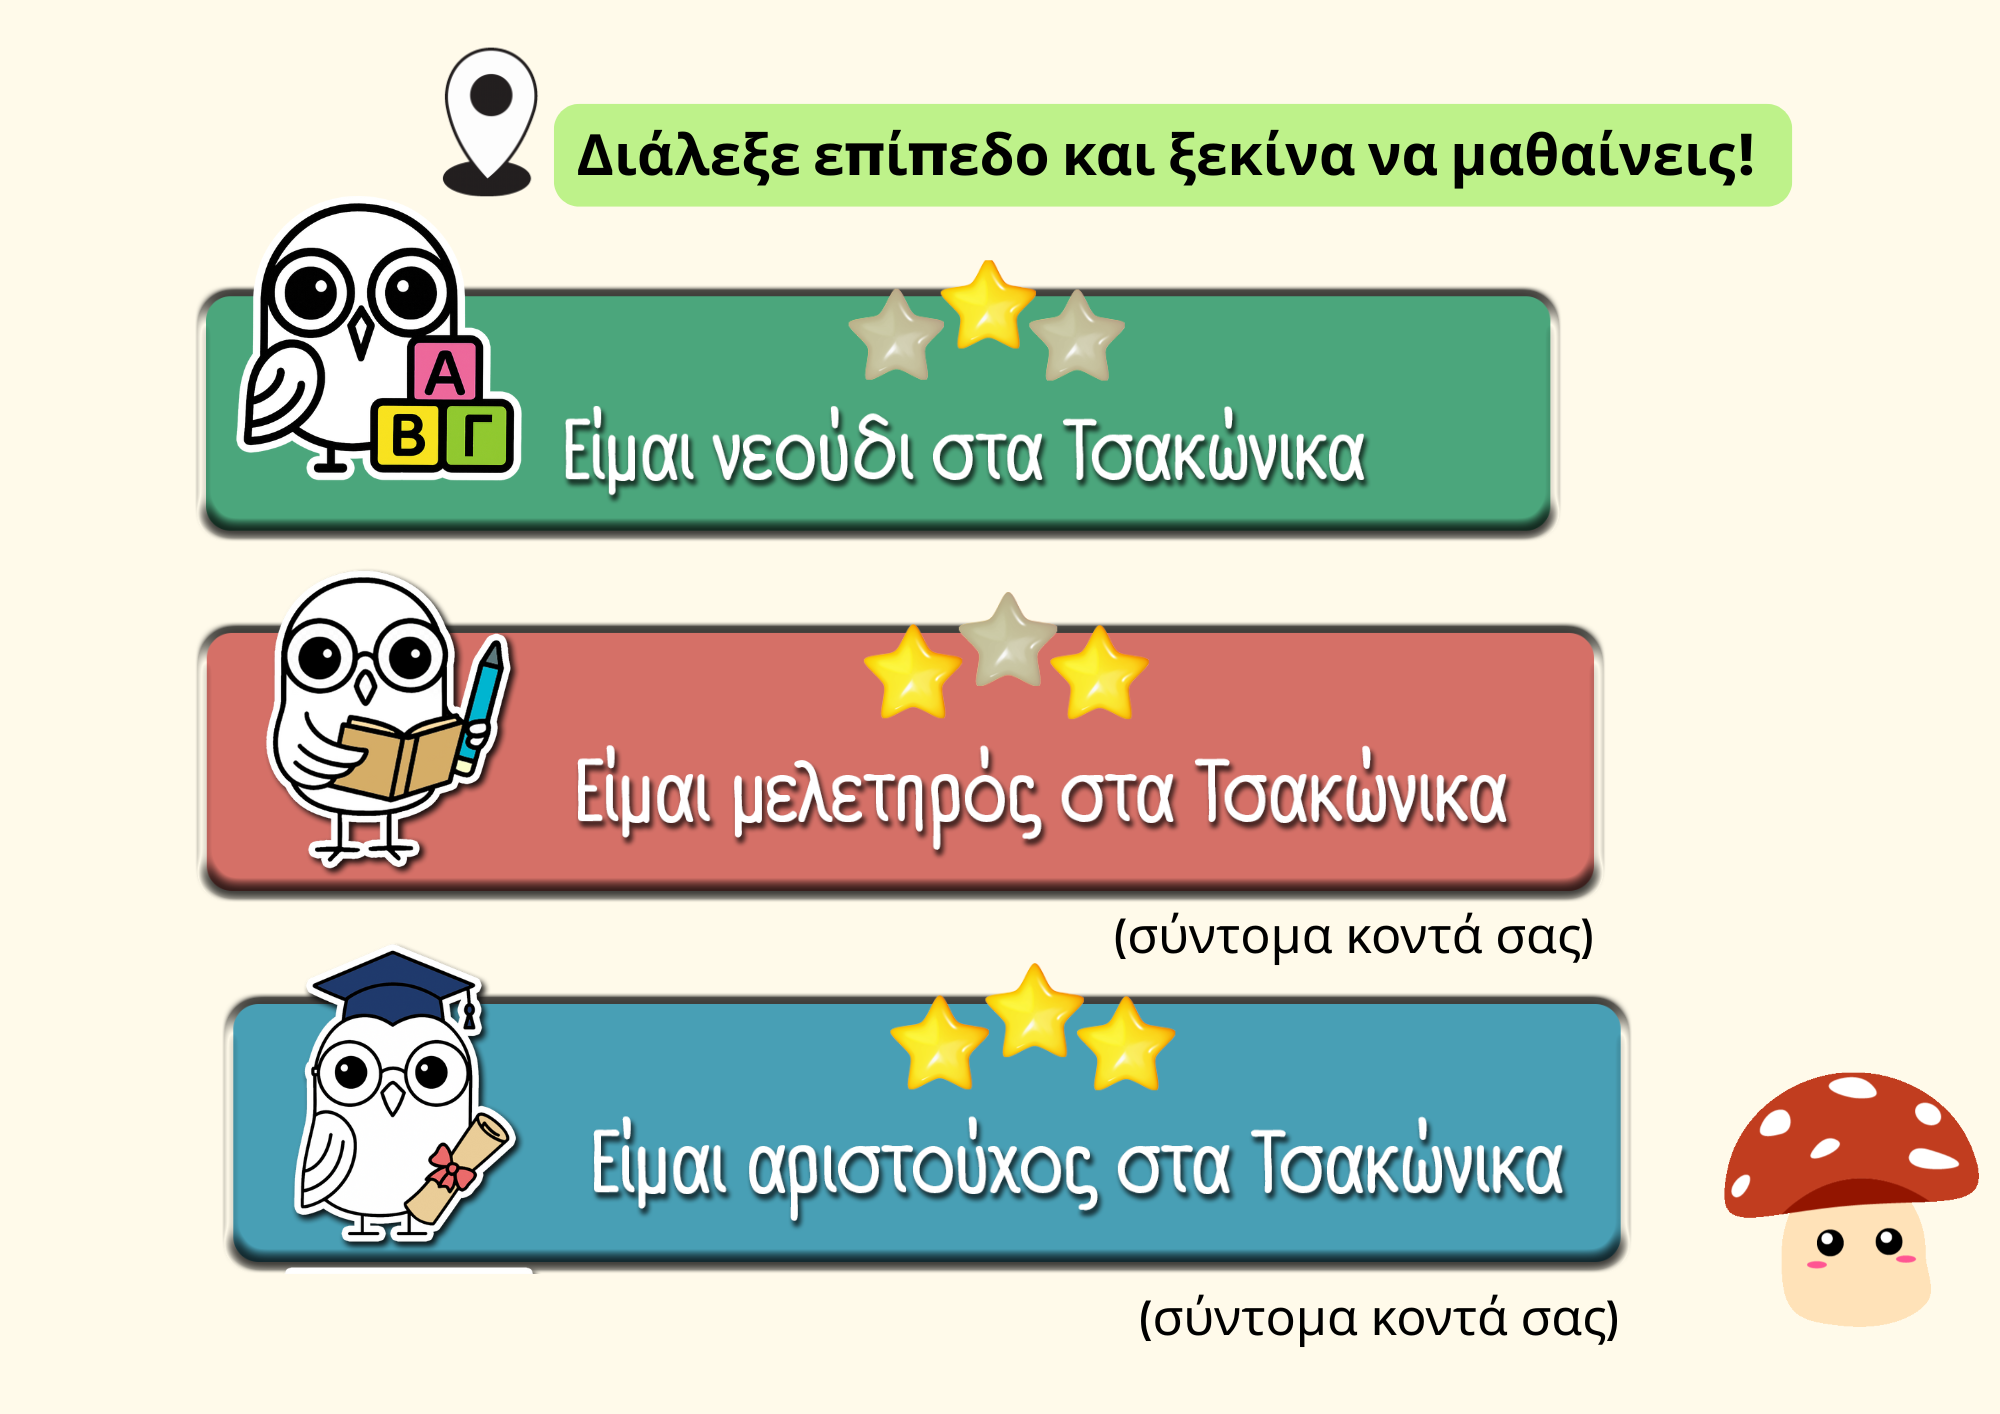 Διάλεξε επίπεδο και ξεκίνα να μαθαίνεις!
Α
Β Γ
Είμαι νεούδι στα Τσακώνικα
Είμαι μελετηρός στα Τσακώνικα
(σύντομα κοντά σας)
Είμαι αριστούχος στα Τσακώνικα
(σύντομα κοντά σας)